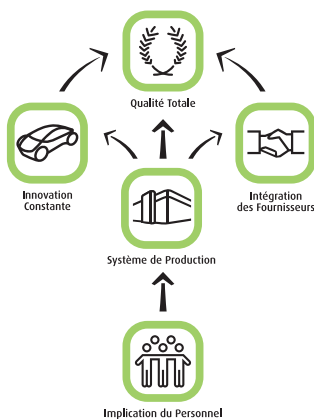 Qualité Totale
Innovation
Constante
Intégration
des Fournisseurs
Système de Production
Implication du Personnel